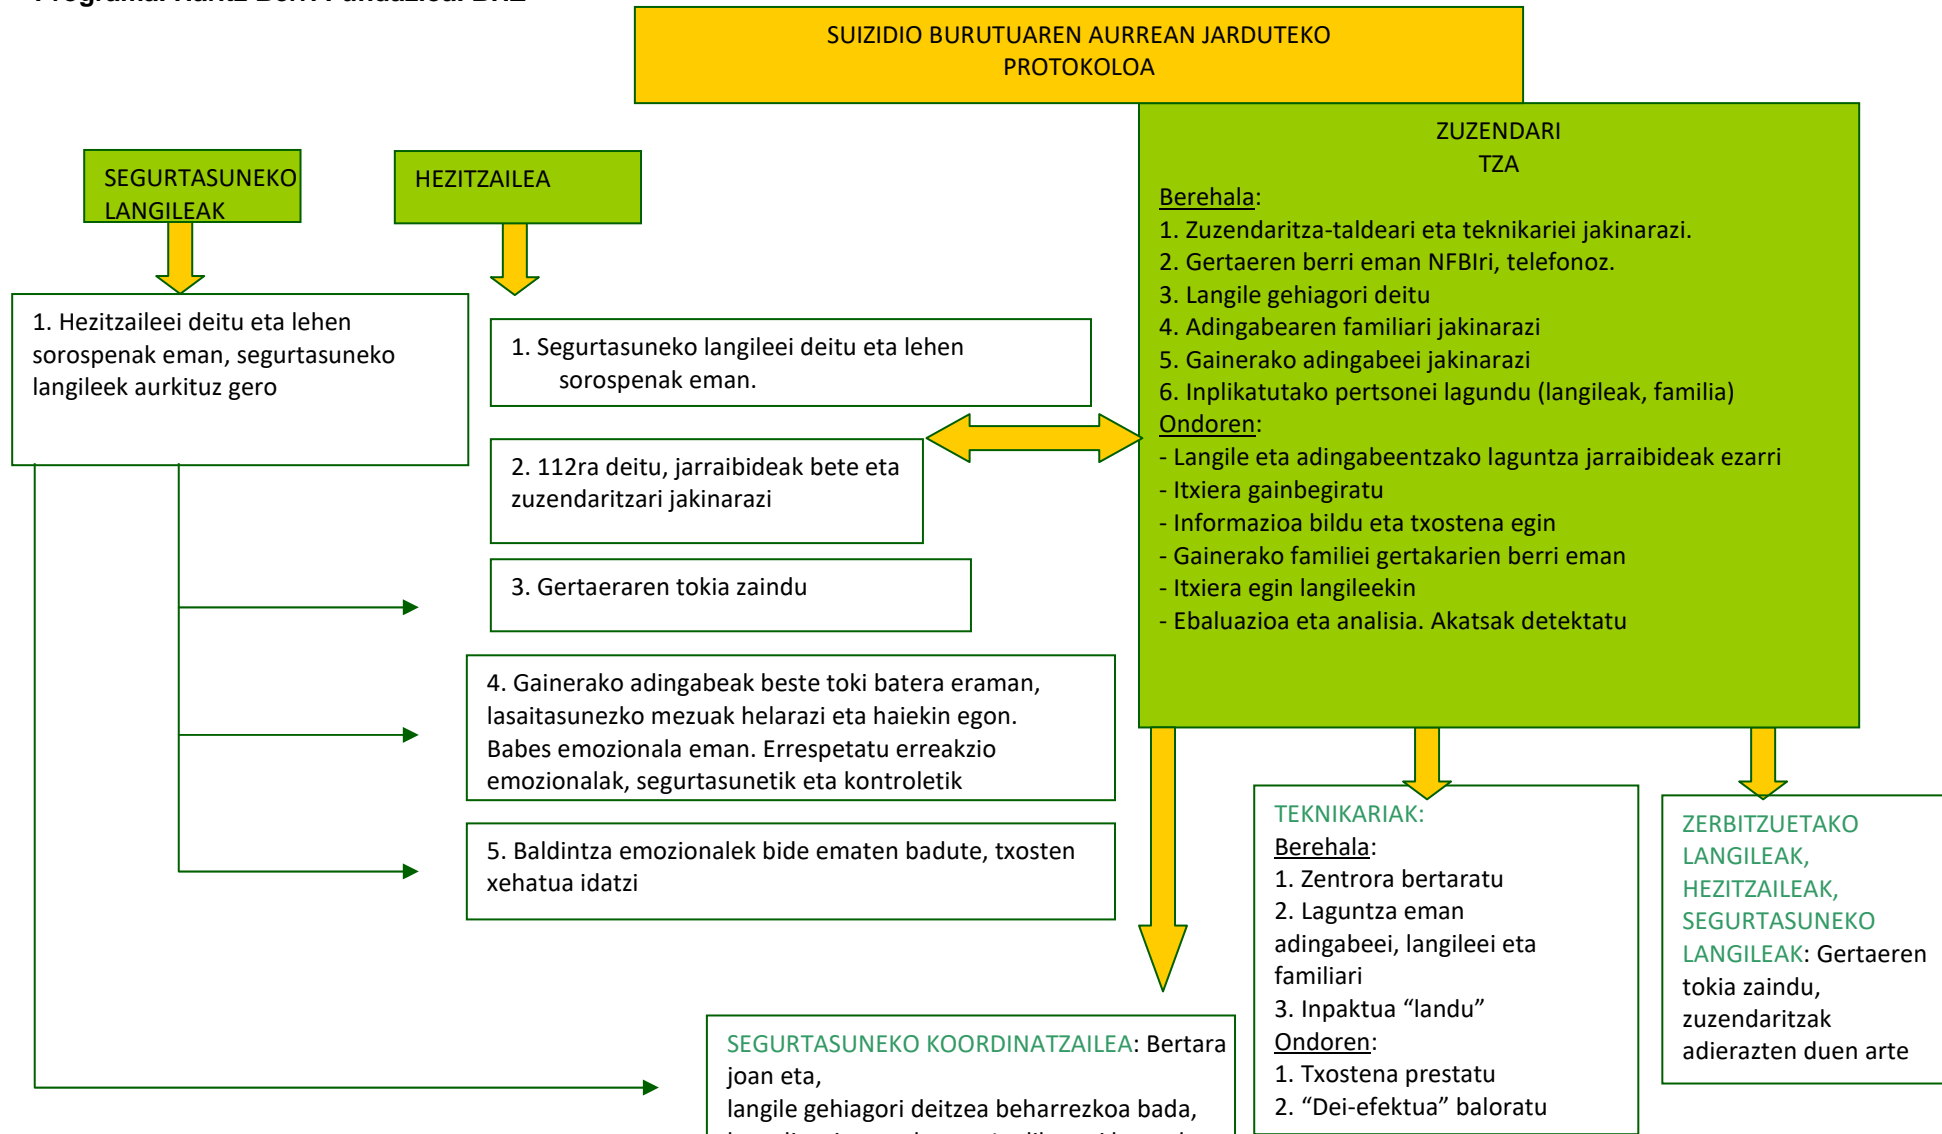 SUIZIDIO BURUTUAREN AURREAN JARDUTEKO
PROTOKOLOA
SEGURTASUNEKO
LANGILEAK
HEZITZAILEA
ZUZENDARI
TZA
Berehala:
1. Zuzendaritza-taldeari eta teknikariei jakinarazi.
2. Gertaeren berri eman NFBIri, telefonoz.
3. Langile gehiagori deitu
4. Adingabearen familiari jakinarazi
5. Gainerako adingabeei jakinarazi
6. Inplikatutako pertsonei lagundu (langileak, familia)
Ondoren:
- Langile eta adingabeentzako laguntza jarraibideak ezarri
- Itxiera gainbegiratu
- Informazioa bildu eta txostena egin
- Gainerako familiei gertakarien berri eman
- Itxiera egin langileekin
- Ebaluazioa eta analisia. Akatsak detektatu
1. Hezitzaileei deitu eta lehen
sorospenak eman, segurtasuneko
langileek aurkituz gero
1. Segurtasuneko langileei deitu eta lehen
sorospenak eman.
2. 112ra deitu, jarraibideak bete eta
zuzendaritzari jakinarazi
3. Gertaeraren tokia zaindu
4. Gainerako adingabeak beste toki batera eraman,
lasaitasunezko mezuak helarazi eta haiekin egon.
Babes emozionala eman. Errespetatu erreakzio
emozionalak, segurtasunetik eta kontroletik
5. Baldintza emozionalek bide ematen badute, txosten
xehatua idatzi
SEGURTASUNEKO KOORDINATZAILEA: Bertara
joan eta,
langile gehiagori deitzea beharrezkoa bada,
TEKNIKARIAK:
Berehala:
1. Zentrora bertaratu
2. Laguntza eman
adingabeei, langileei eta
familiari
3. Inpaktua “landu”
Ondoren:
1. Txostena prestatu
2. “Dei-efektua” baloratu
ZERBITZUETAKO
LANGILEAK,
HEZITZAILEAK,
SEGURTASUNEKO
LANGILEAK: Gertaeren
tokia zaindu,
zuzendaritzak
adierazten duen arte